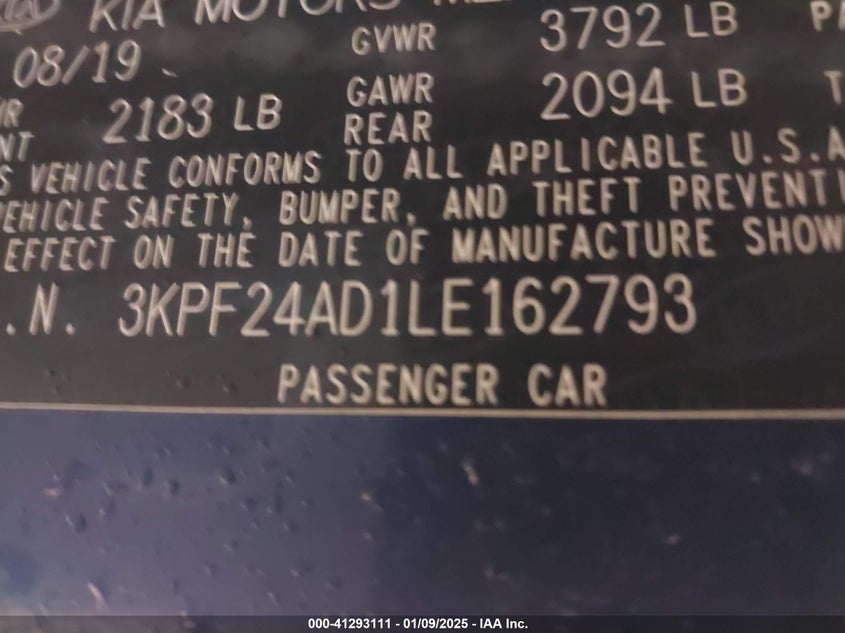 KIA MOTORS
08/19 GVWR 3792 LB
2183 LB GAWR REAR 2094 LB
VEHICLE CONFORMS TO ALL APPLICABLE U.S.A
VEHICLE SAFETY, BUMPER, AND THEFT PREVENTI
EFFECT ON THE DATE OF MANUFACTURE SHOW
.N. 3KPF24AD1LE162793
PASSENGER CAR
000-41293111 - 01/09/2025 - IAA Inc.